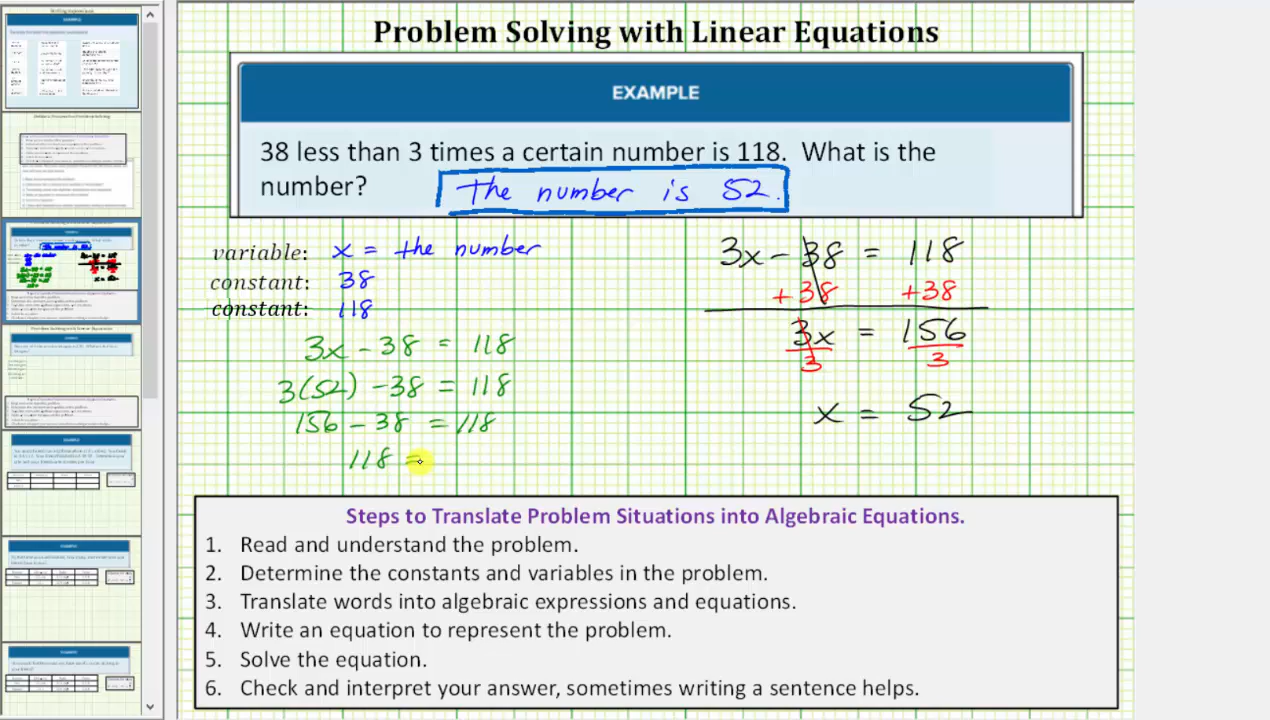 Problem Solving with Linear Equations
EXAMPLE
38 less than 3 times a certain number is 118. What is the
number? The number is 52.
variable: x = the number
constant: 38
constant: 118
3x - 38 = 118
3(52) - 38 = 118
156 - 38 = 118
118 =
3x - 38 = 118
+38 +38
3x = 156
3 3
x = 52
Steps to Translate Problem Situations into Algebraic Equations.
1. Read and understand the problem.
2. Determine the constants and variables in the problem.
3. Translate words into algebraic expressions and equations.
4. Write an equation to represent the problem.
5. Solve the equation.
6. Check and interpret your answer, sometimes writing a sentence helps.